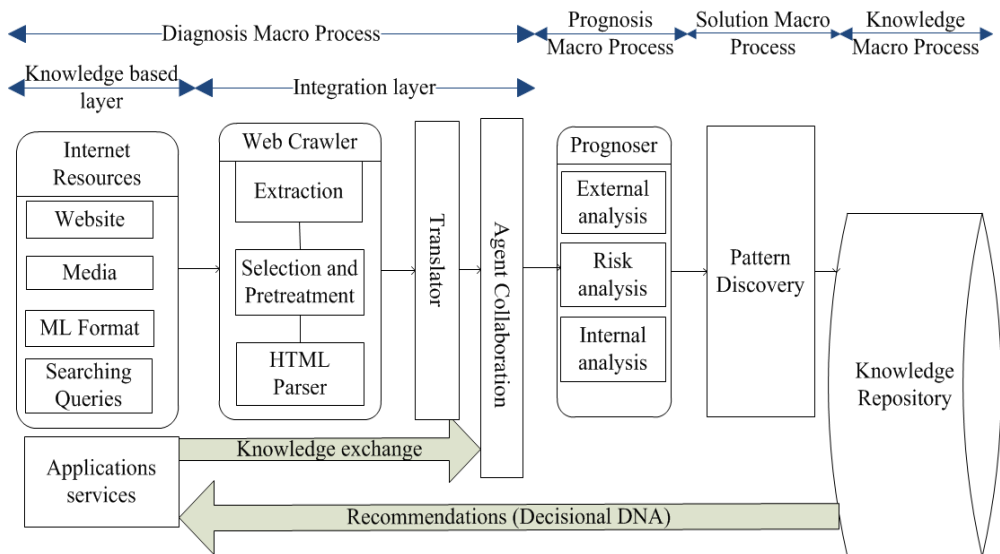 Diagnosis Macro Process
Prognosis
Macro Process
Solution Macro
Process
Knowledge
Macro Process
Knowledge based
layer
Integration layer
Internet
Resources
Website
Media
ML Format
Searching
Queries
Web Crawler
Extraction
Selection and
Pretreatment
HTML
Parser
Translator
Agent Collaboration
Prognoser
External
analysis
Risk
analysis
Internal
analysis
Pattern
Discovery
Knowledge
Repository
Applications
services
Knowledge exchange
Recommendations (Decisional DNA)